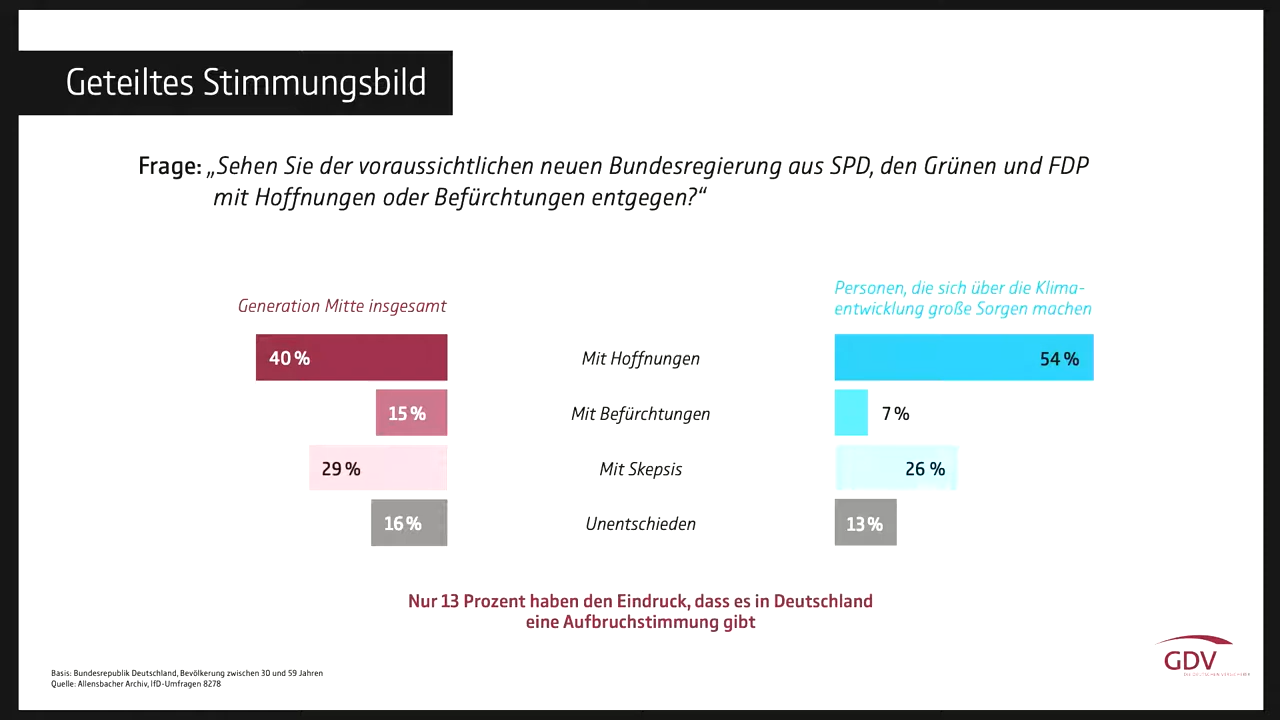 Geteiltes Stimmungsbild
Frage: „Sehen Sie der voraussichtlichen neuen Bundesregierung aus SPD, den Grünen und FDP
mit Hoffnungen oder Befürchtungen entgegen?“
Generation Mitte insgesamt
Personen, die sich über die Klima-
entwicklung große Sorgen machen
40 % Mit Hoffnungen 54 %
15 % Mit Befürchtungen 7 %
29 % Mit Skepsis 26 %
16 % Unentschieden 13 %
Nur 13 Prozent haben den Eindruck, dass es in Deutschland
eine Aufbruchstimmung gibt
Basis: Bundesrepublik Deutschland, Bevölkerung zwischen 30 und 59 Jahren
Quelle: Allensbacher Archiv, IfD-Umfragen 8278
GDV
DIE DEUTSCHEN VERSICHERER